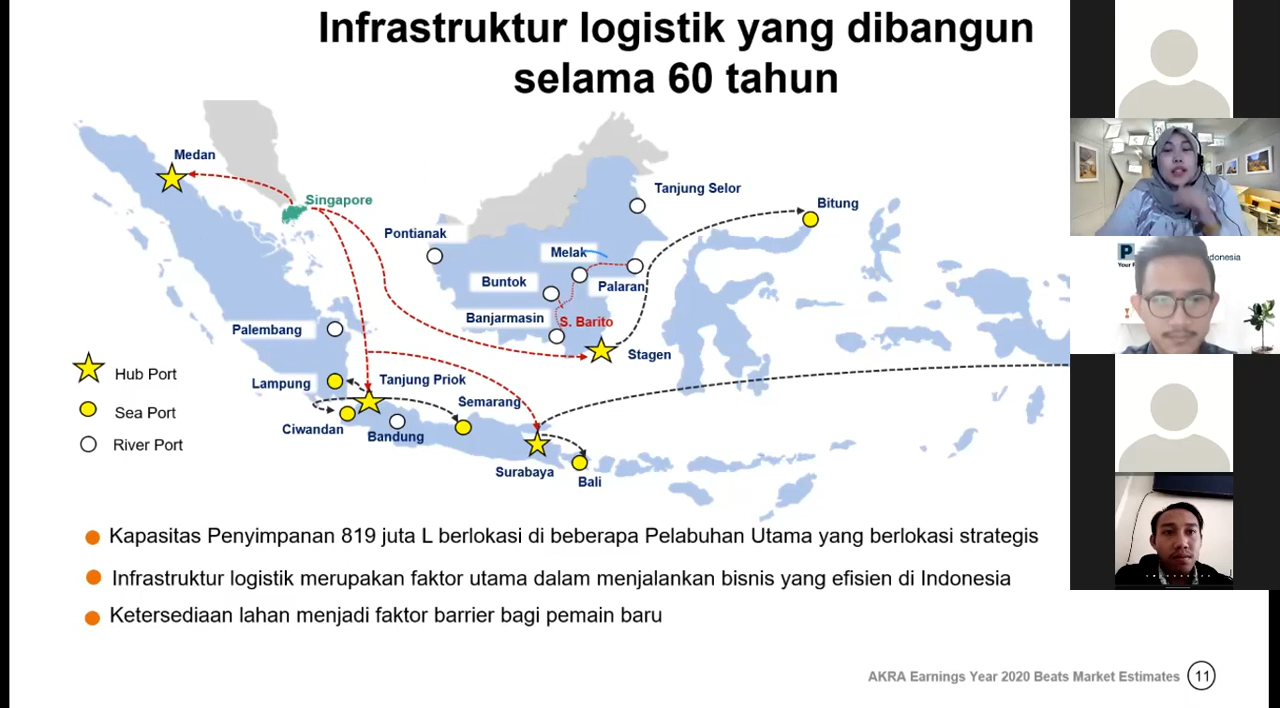 Infrastruktur logistik yang dibangun
selama 60 tahun
Medan
Singapore
Tanjung Selor
Bitung
Pontianak
Melak
Buntok
Palaran
Banjarmasin
S. Barito
Palembang
Stagen
Hub Port
Lampung
Tanjung Priok
Sea Port
Semarang
Ciwandan
Bandung
River Port
Surabaya
Bali
Kapasitas Penyimpanan 819 juta L berlokasi di beberapa Pelabuhan Utama yang berlokasi strategis
Infrastruktur logistik merupakan faktor utama dalam menjalankan bisnis yang efisien di Indonesia
Ketersediaan lahan menjadi faktor barrier bagi pemain baru
AKRA Earnings Year 2020 Beats Market Estimates 11
P
Your